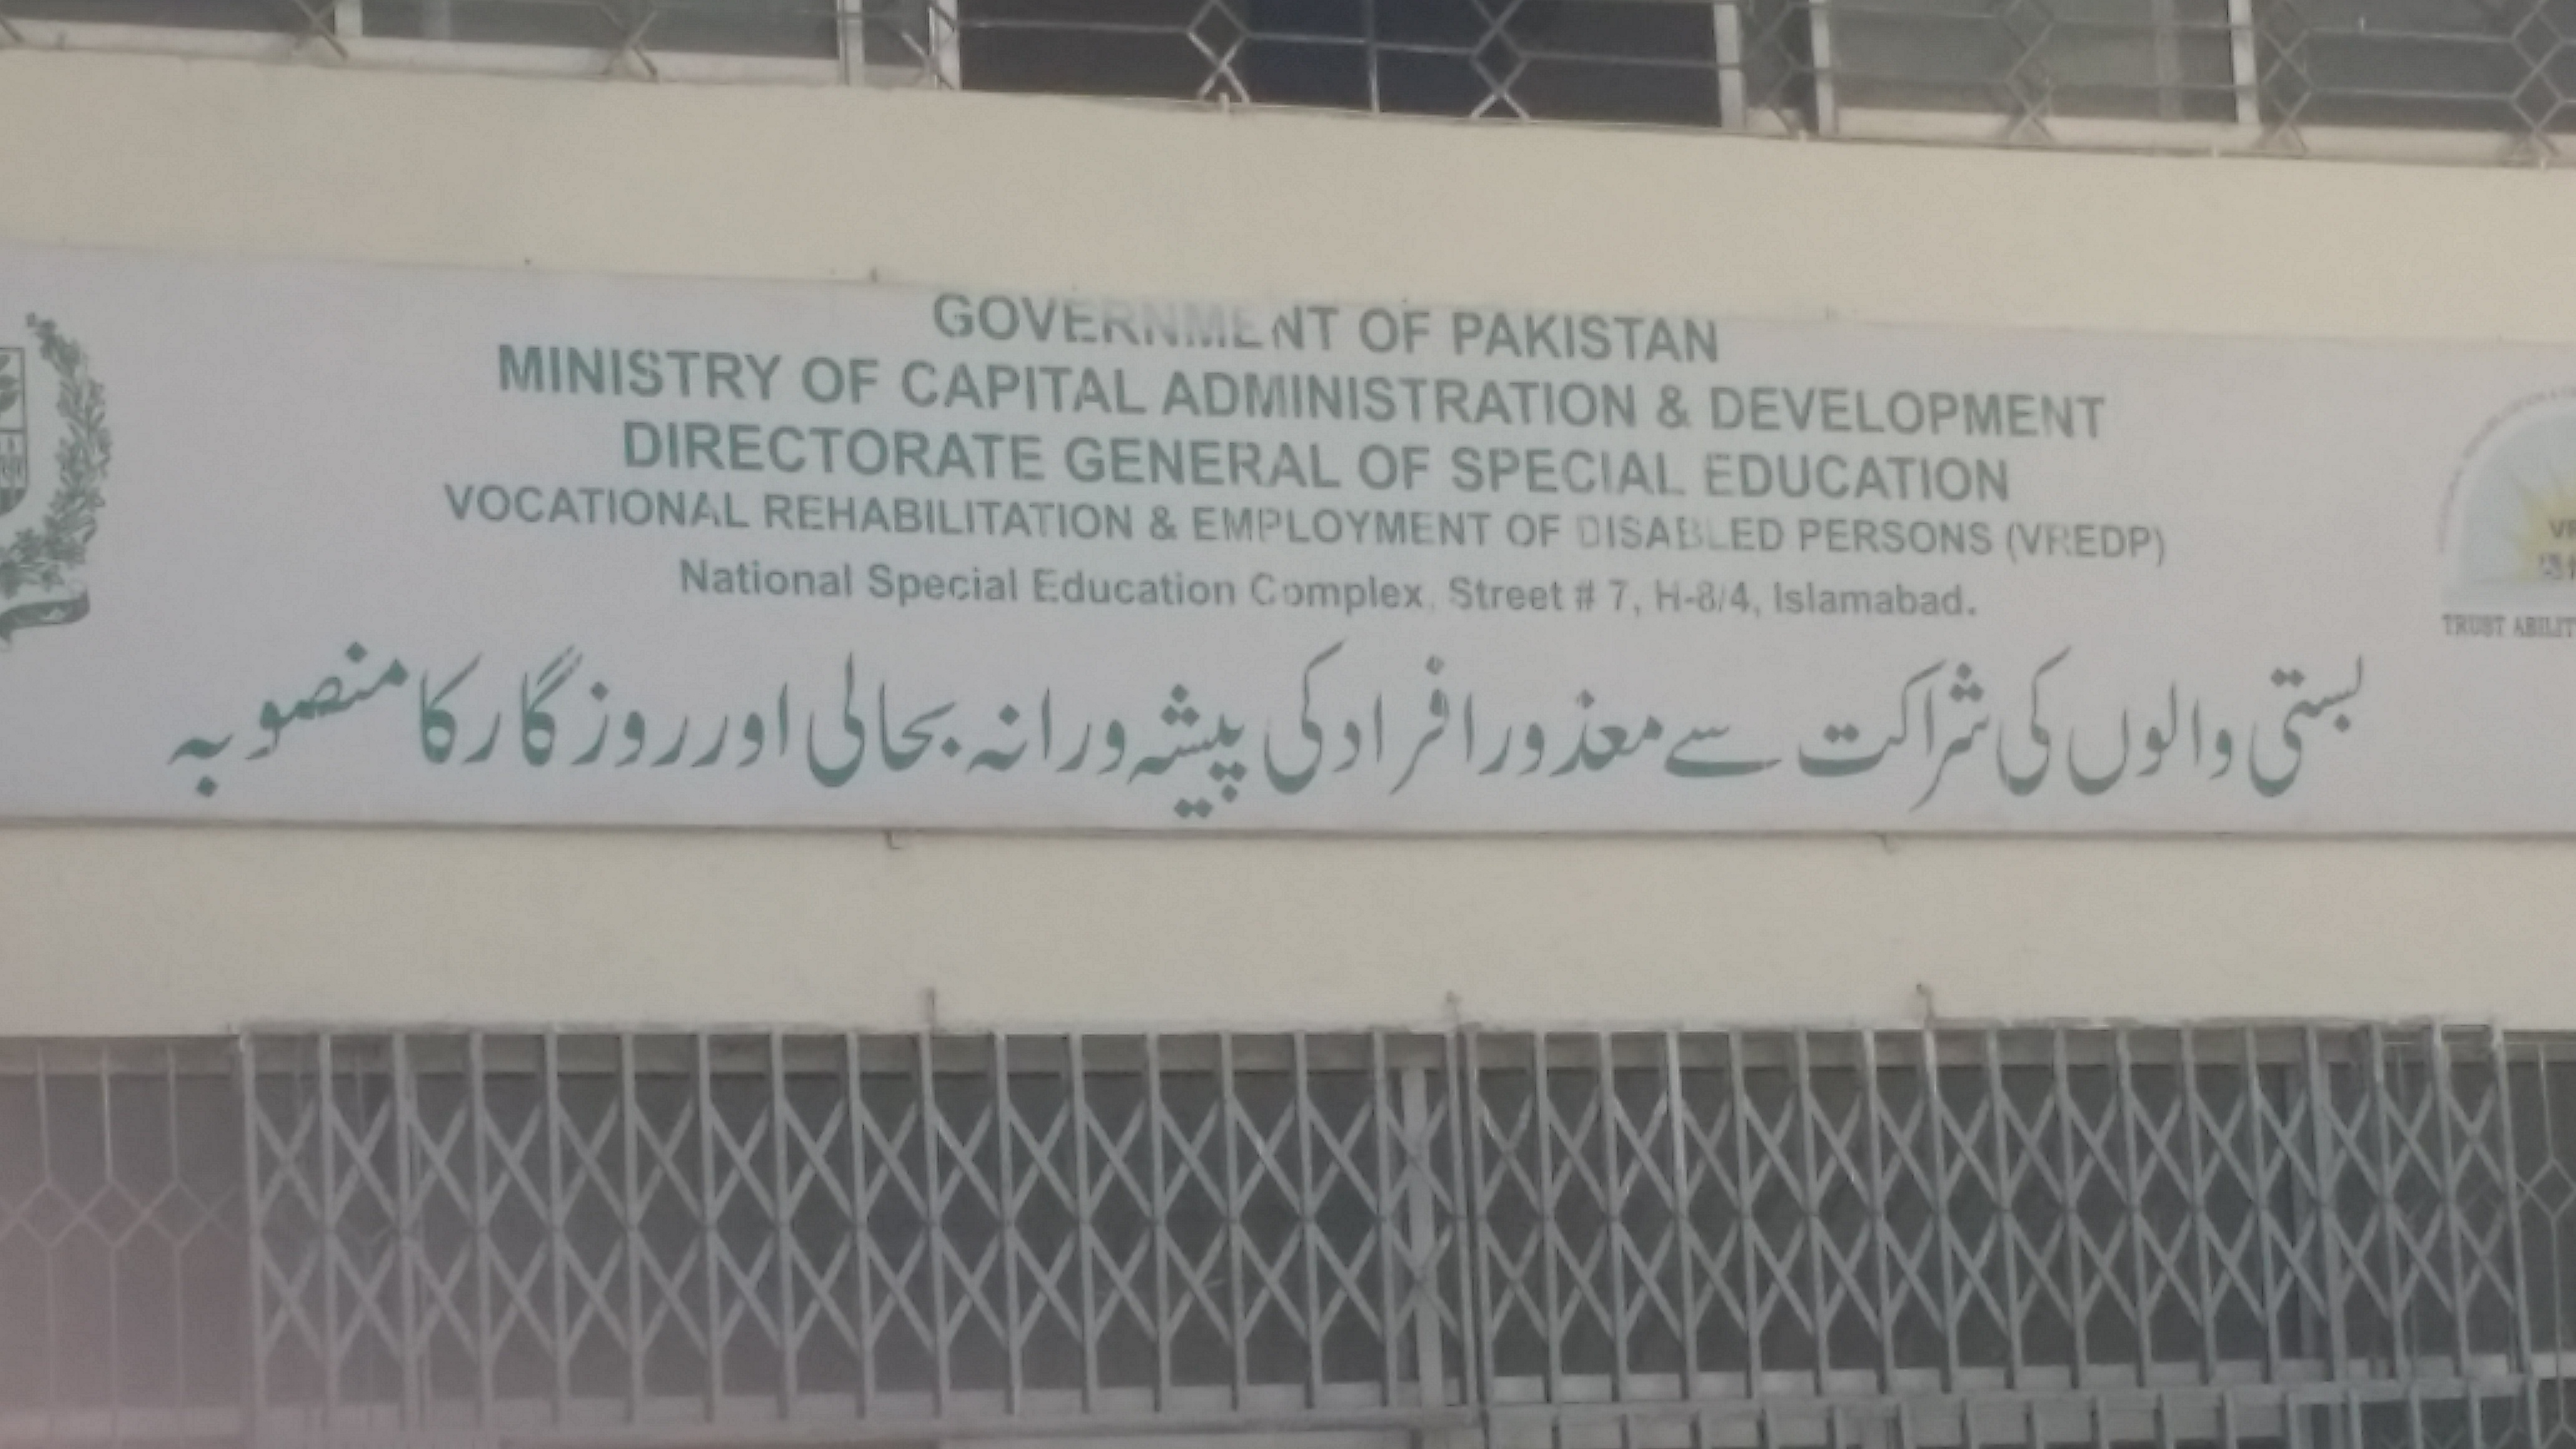 GOVERNMENT OF PAKISTAN
MINISTRY OF CAPITAL ADMINISTRATION & DEVELOPMENT
DIRECTORATE GENERAL OF SPECIAL EDUCATION
VOCATIONAL REHABILITATION & EMPLOYMENT OF DISABLED PERSONS (VREDP)
National Special Education Complex, Street # 7, H-8/4, Islamabad.
بستی والوں کی شراکت سے معذور افراد کی پیشہ ورانہ بحالی اور روزگار کا منصوبہ
TRUST